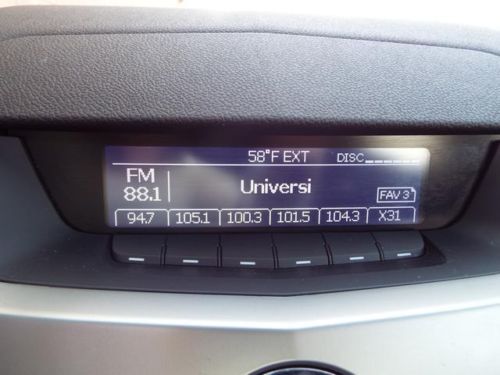 58°F EXT DISC
FM
88.1
Universi
FAV 3
94.7 105.1 100.3 101.5 104.3 X31